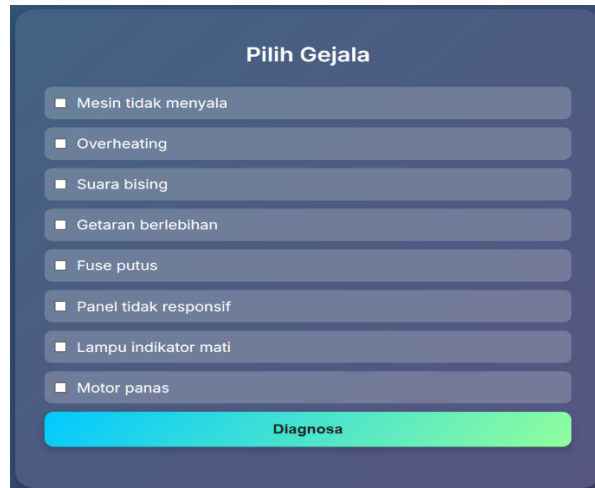 Pilih Gejala
Mesin tidak menyala
Overheating
Suara bising
Getaran berlebihan
Fuse putus
Panel tidak responsif
Lampu indikator mati
Motor panas
Diagnosa